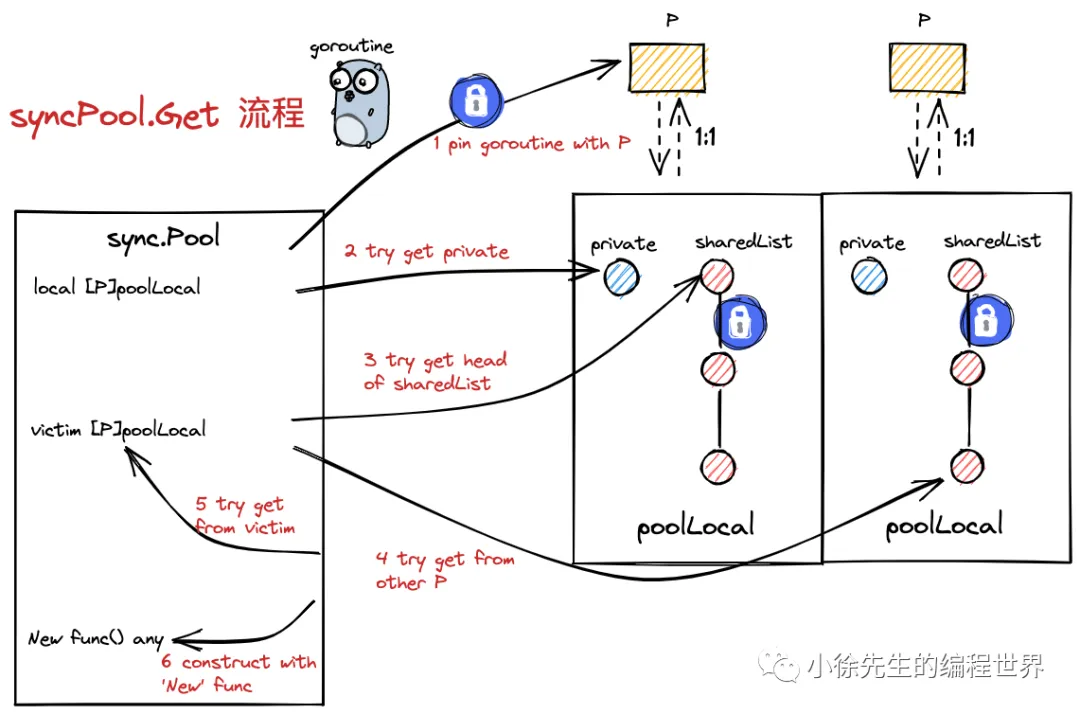 syncPool.Get 流程
goroutine
1 pin goroutine with P
P
P
1:1
1:1
sync.Pool
local [P]poolLocal
victim [P]poolLocal
New func() any
2 try get private
3 try get head
of sharedList
4 try get from
other P
5 try get
from victim
6 construct with
'New' func
private
sharedList
poolLocal
private
sharedList
poolLocal
小徐先生的编程世界